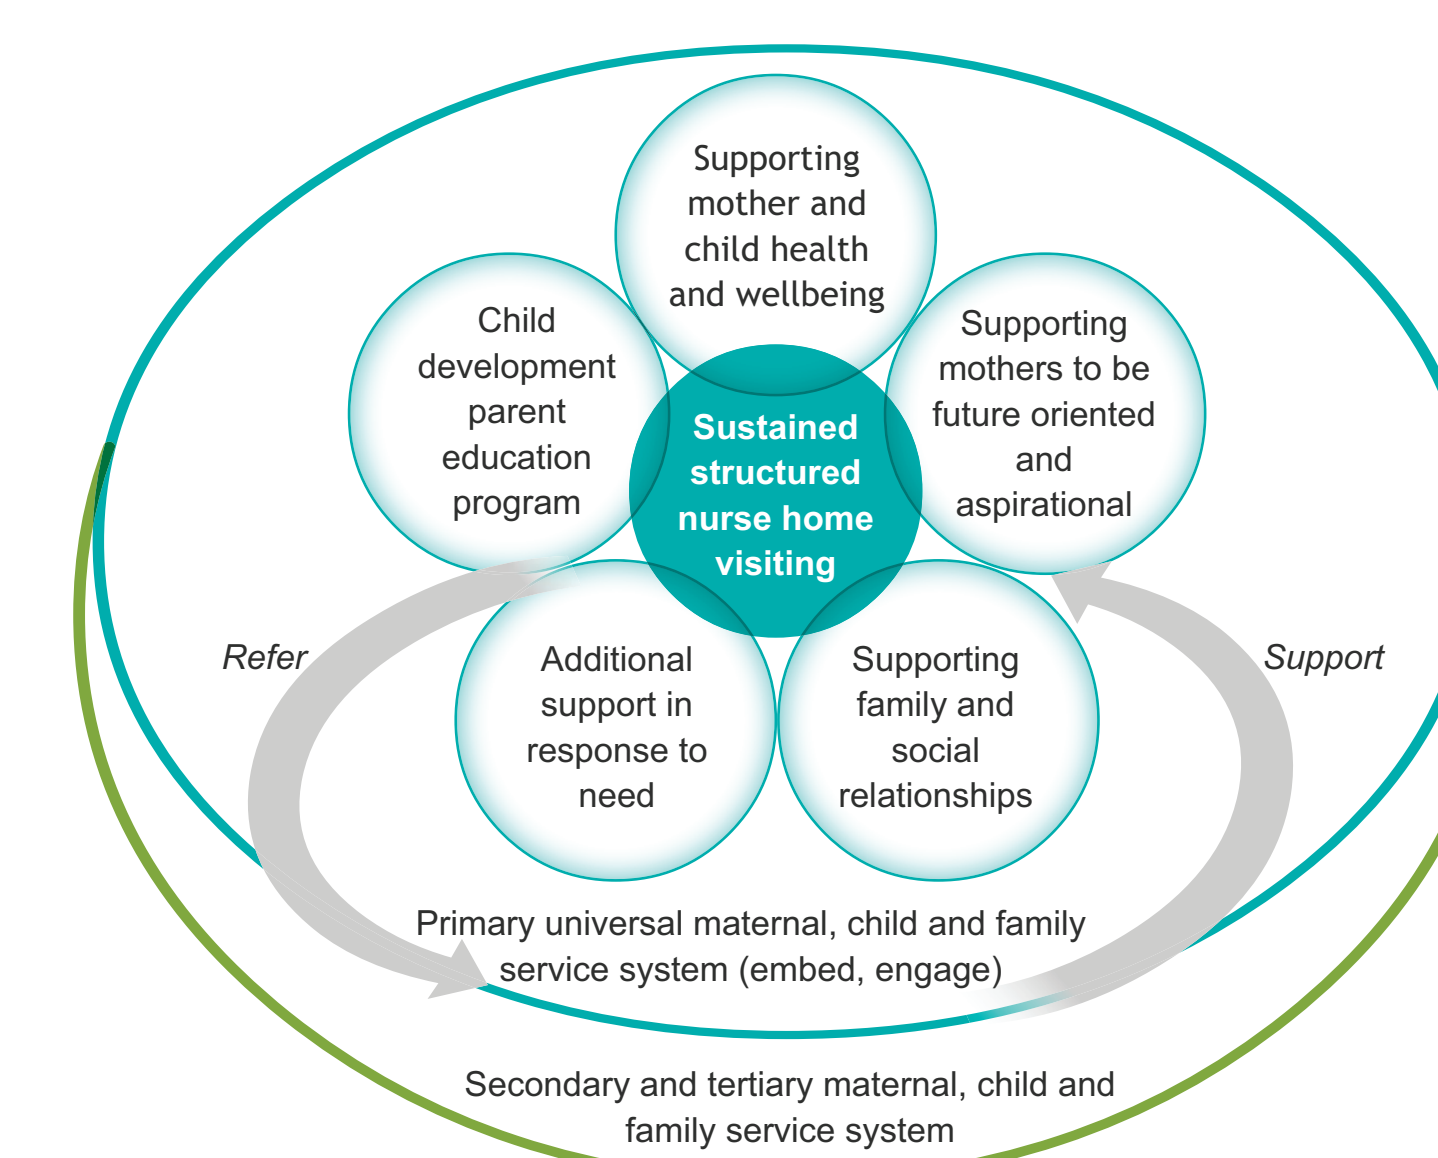 Supporting
mother and
child health
and wellbeing
Child
development
parent
education
program
Supporting
mothers to be
future oriented
and
aspirational
Sustained
structured
nurse home
visiting
Refer
Support
Additional
support in
response to
need
Supporting
family and
social
relationships
Primary universal maternal, child and family
service system (embed, engage)
Secondary and tertiary maternal, child and
family service system